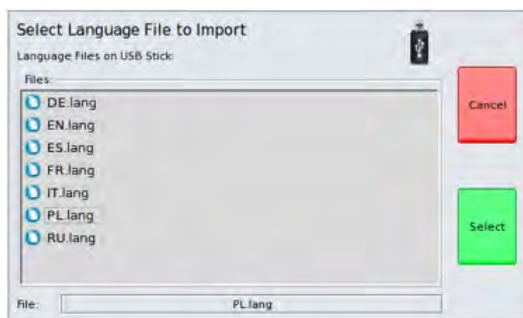 Select Language File to Import
Language Files on USB Stick:
Files:
DE.lang
EN.lang
ES.lang
FR.lang
IT.lang
PL.lang
RU.lang
Cancel
Select
File: PL.lang